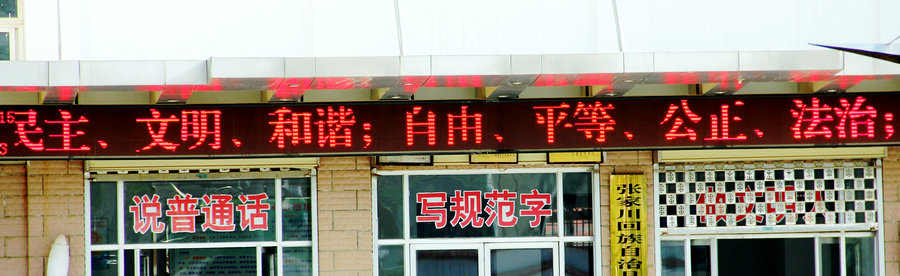 民主、文明、和谐；自由、平等、公正、法治；
说普通话
写规范字
张家川回族自治